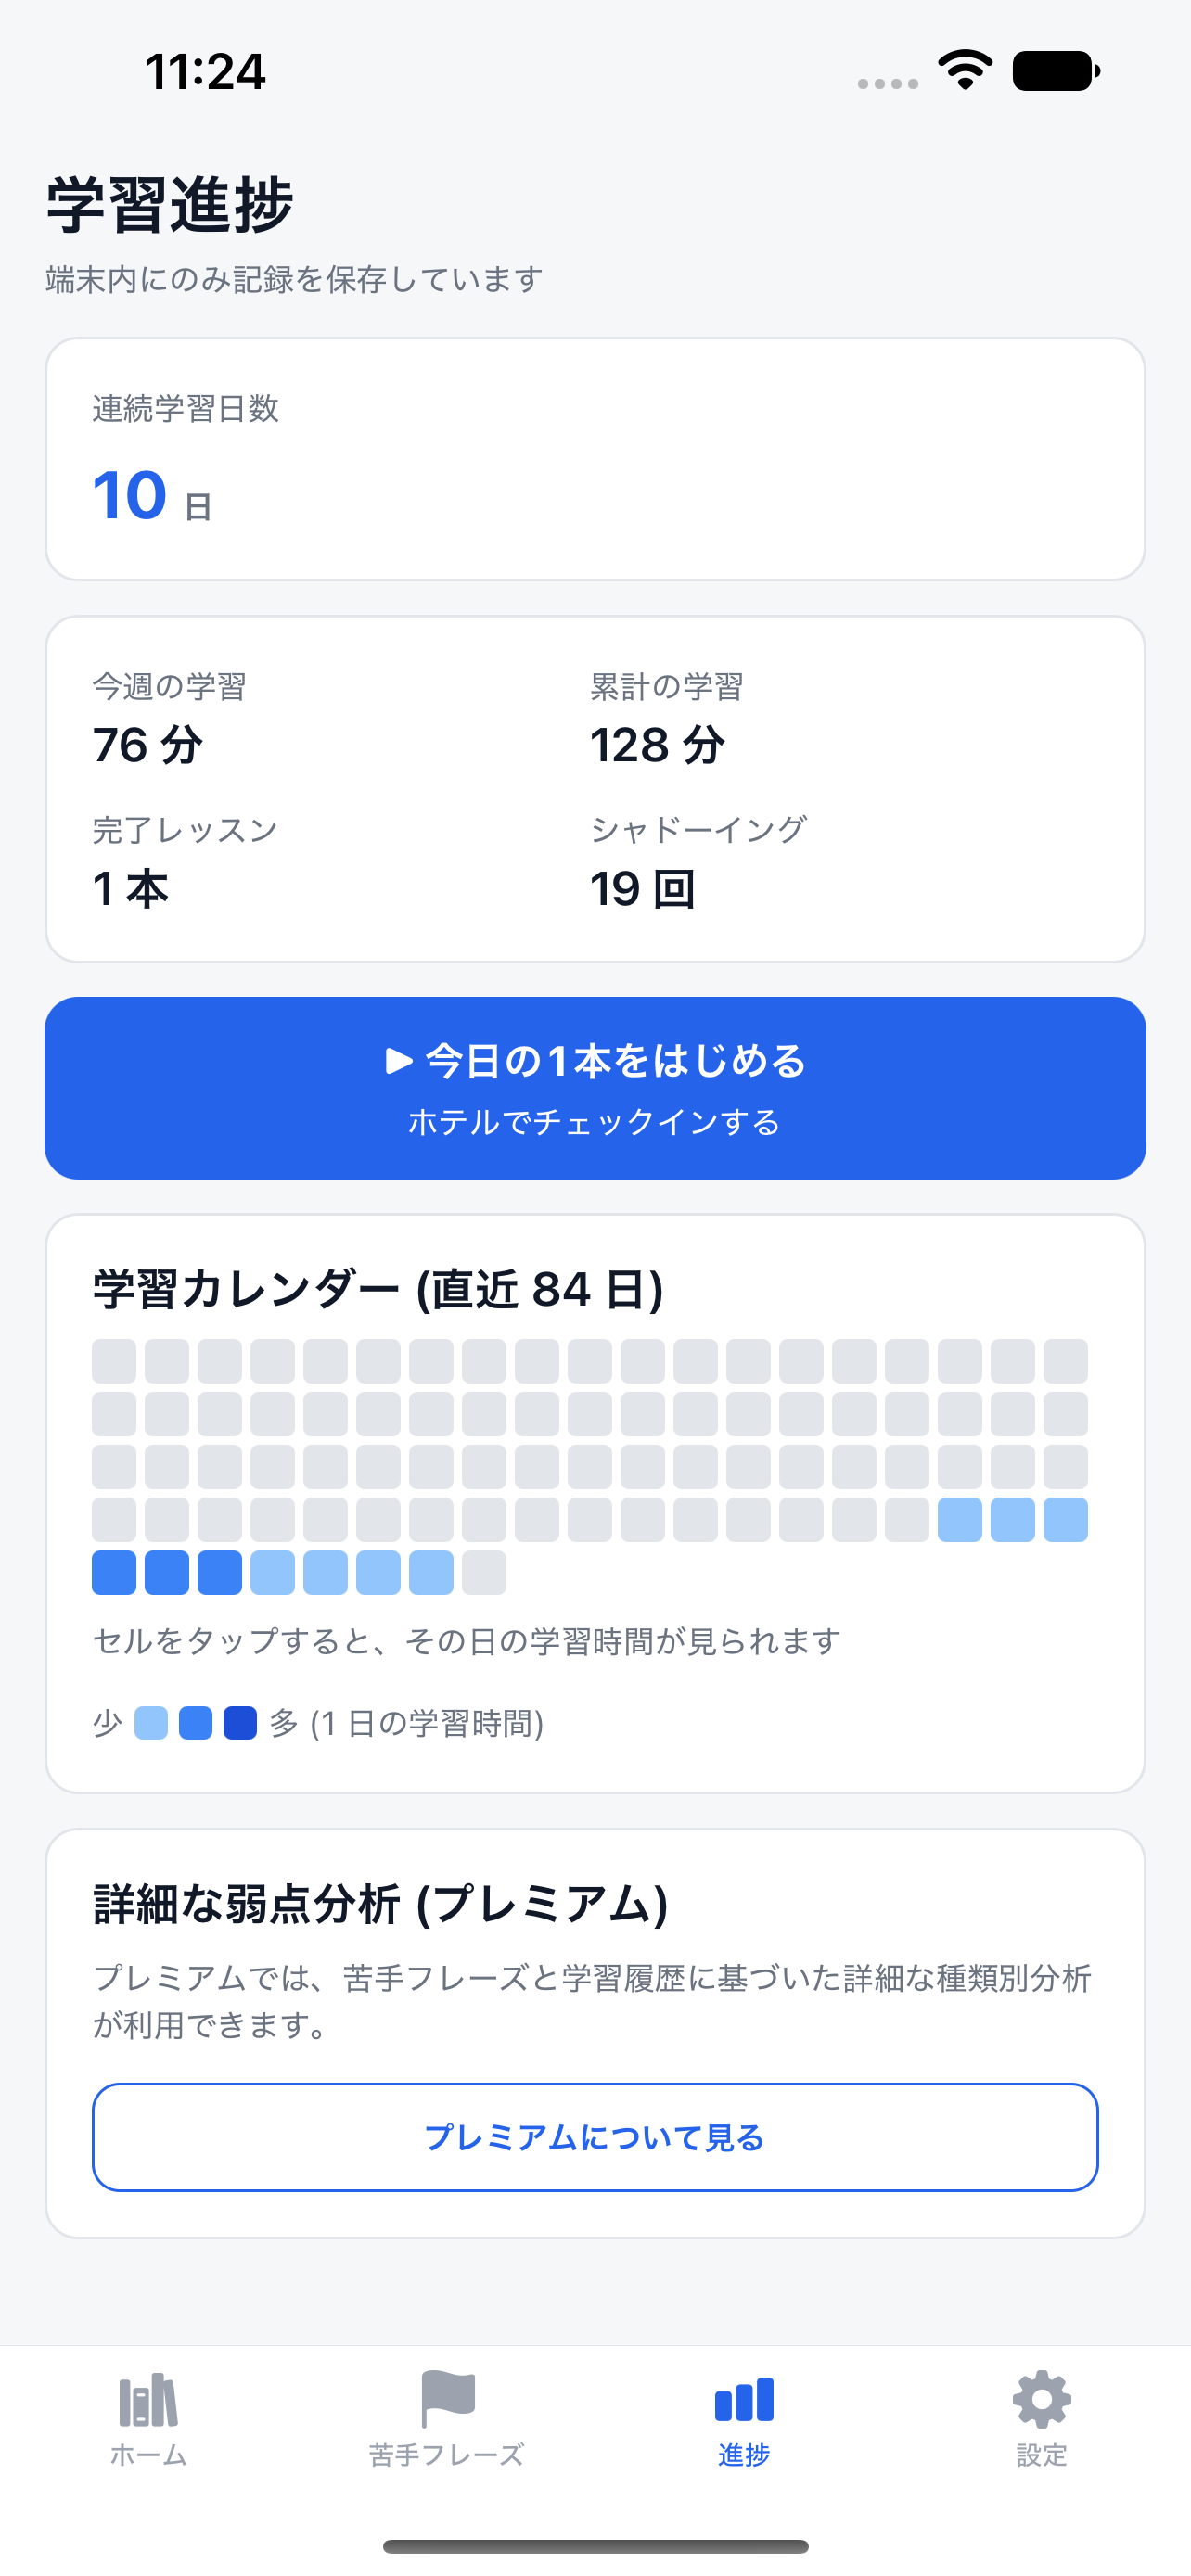 11:24
学習進捗
端末内にのみ記録を保存しています
連続学習日数
10 日
今週の学習
76 分
累計の学習
128 分
完了レッスン
1 本
シャドーイング
19 回
今日の1本をはじめる
ホテルでチェックインする
学習カレンダー (直近 84 日)
セルをタップすると、その日の学習時間が見られます
少 多 (1 日の学習時間)
詳細な弱点分析 (プレミアム)
プレミアムでは、苦手フレーズと学習履歴に基づいた詳細な種類別分析
が利用できます。
プレミアムについて見る
ホーム
苦手フレーズ
進捗
設定